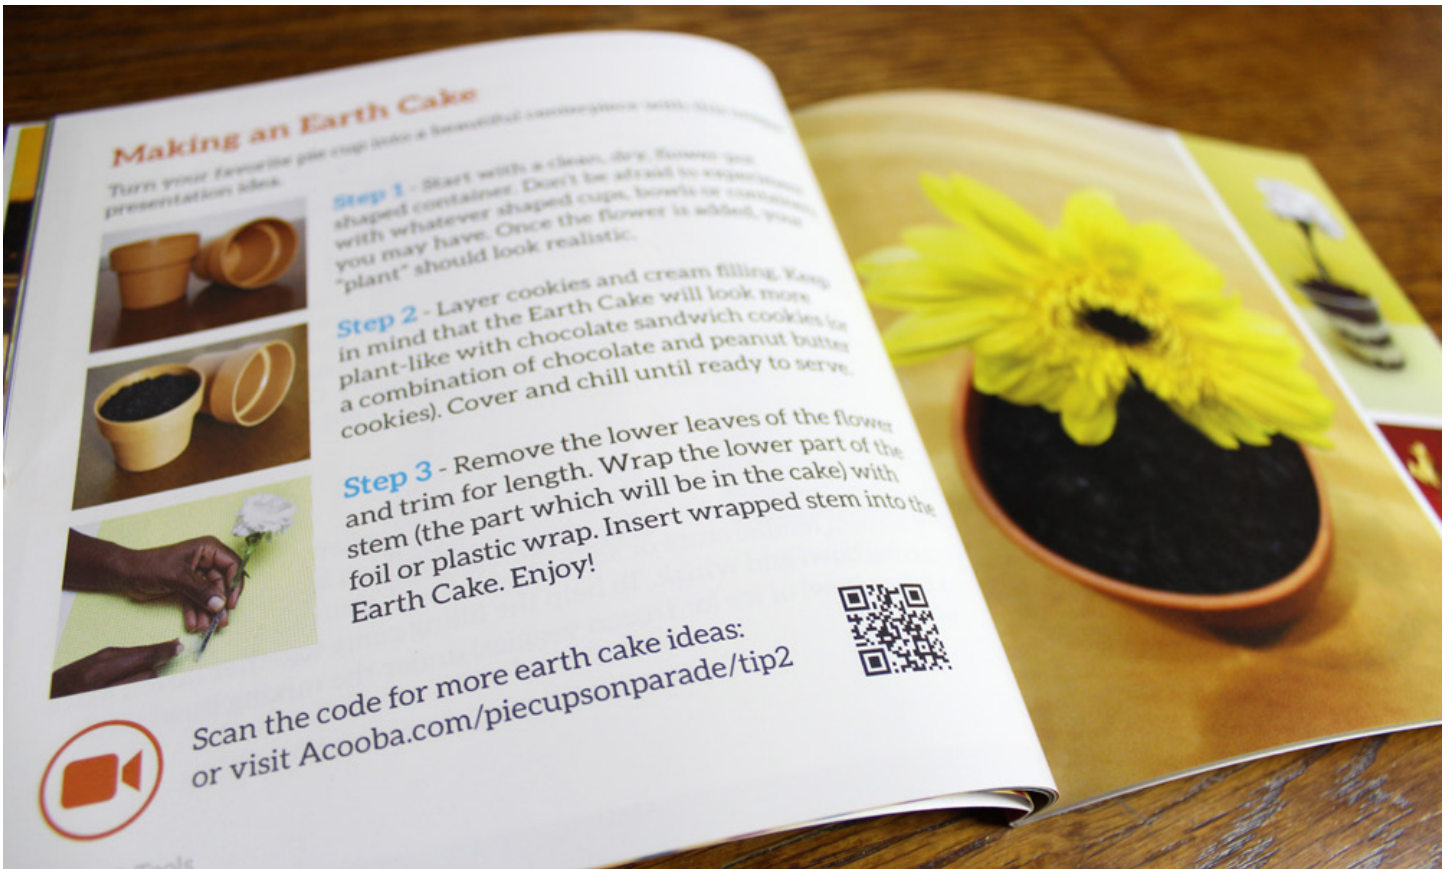 Making an Earth Cake
Turn your favorite pie cup into a beautiful centerpiece with this
presentation idea.
Step 1 - Start with a clean, dry, flower-pot
shaped container. Don't be afraid to experiment
with whatever shaped cups, bowls or containers
you may have. Once the flower is added, your
"plant" should look realistic.
Step 2 - Layer cookies and cream filling. Keep
in mind that the Earth Cake will look more
plant-like with chocolate sandwich cookies (or
a combination of chocolate and peanut butter
cookies). Cover and chill until ready to serve.
Step 3 - Remove the lower leaves of the flower
and trim for length. Wrap the lower part of the
stem (the part which will be in the cake) with
foil or plastic wrap. Insert wrapped stem into the
Earth Cake. Enjoy!
Scan the code for more earth cake ideas:
or visit Acooba.com/piecupsonparade/tip2
Tools